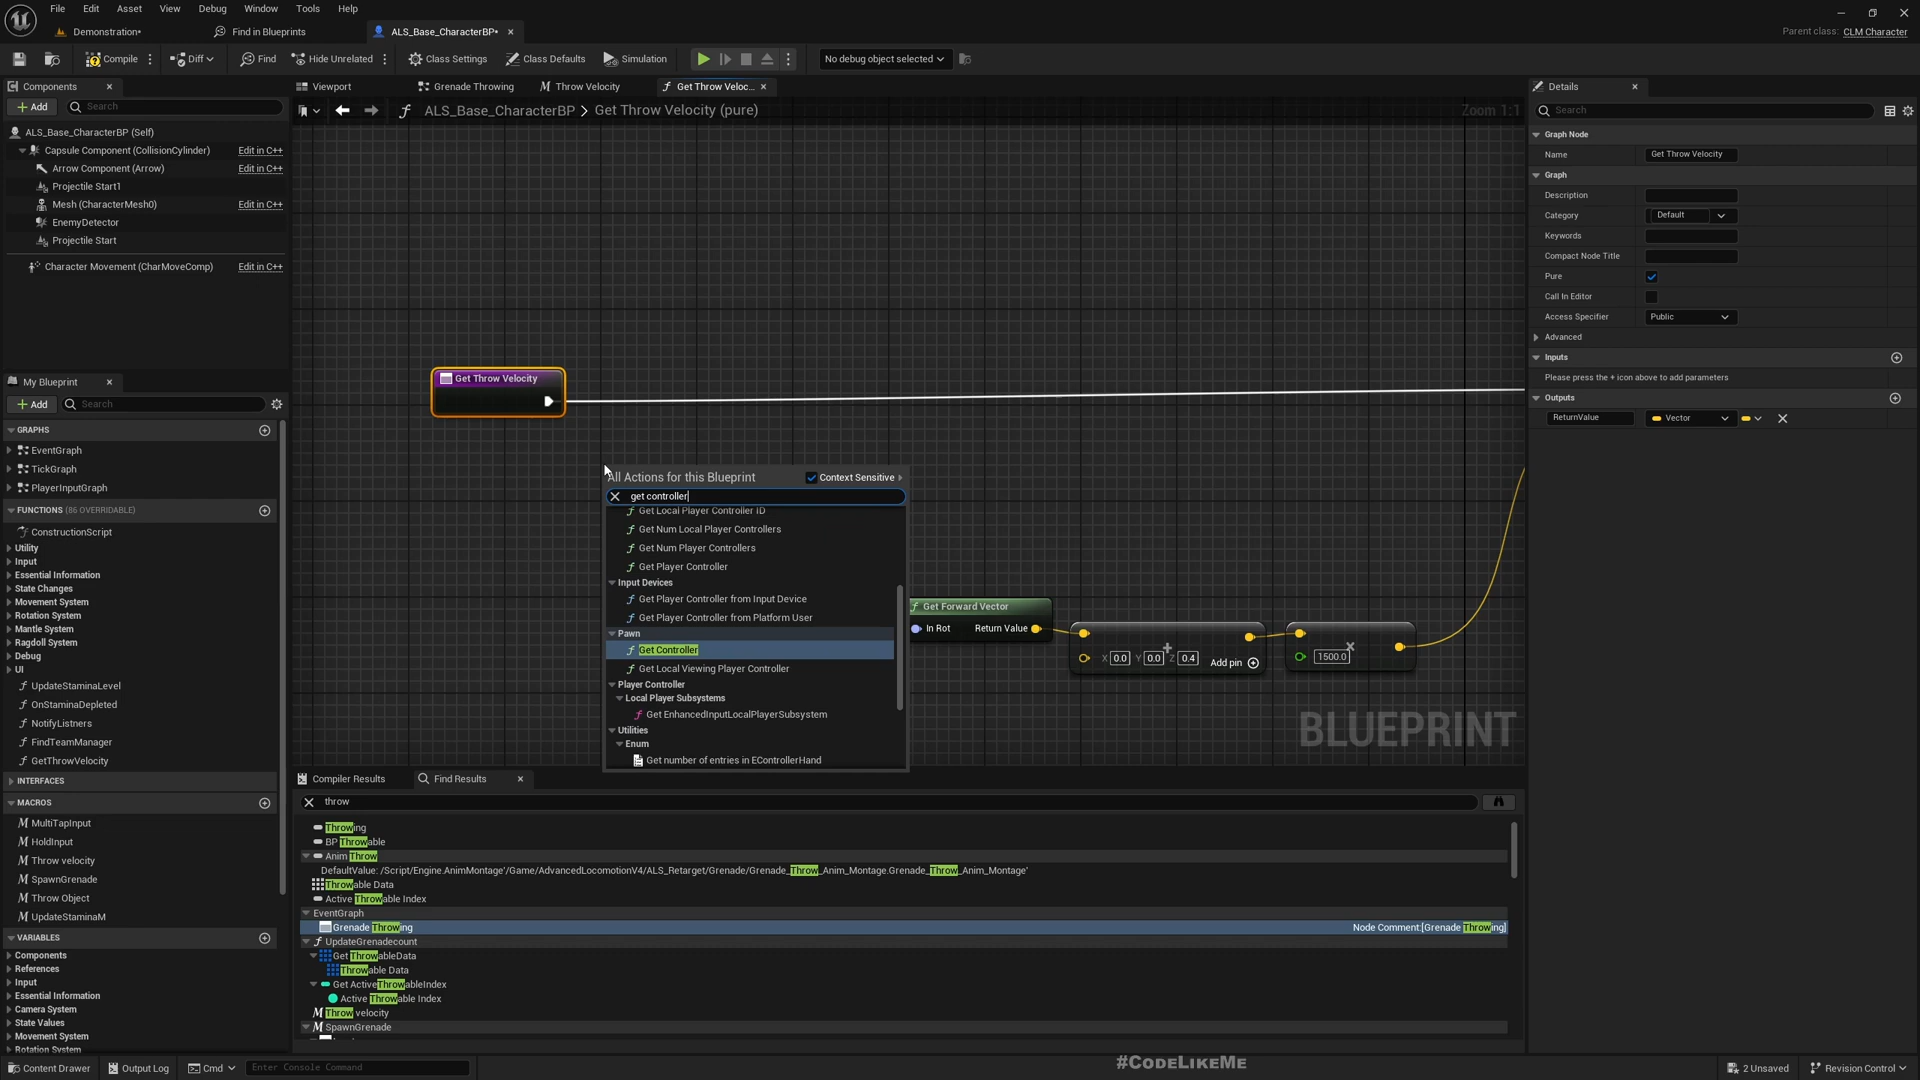 File Edit Asset View Debug Window Tools Help
Demonstration* Find in Blueprints ALS_Base_CharacterBP* Parent class: CLM Character
Compile Diff Find Hide Unrelated Class Settings Class Defaults Simulation No debug object selected
Components
Add Search
ALS_Base_CharacterBP (Self)
Capsule Component (CollisionCylinder) Edit in C++
Arrow Component (Arrow) Edit in C++
Projectile Start1
Mesh (CharacterMesh0) Edit in C++
EnemyDetector
Projectile Start
Character Movement (CharMoveComp) Edit in C++
My Blueprint
Add Search
GRAPHS
EventGraph
TickGraph
PlayerInputGraph
FUNCTIONS (86 OVERRIDABLE)
ConstructionScript
Utility
Input
Essential Information
State Changes
Movement System
Rotation System
Mantle System
Ragdoll System
Debug
UI
UpdateStaminaLevel
OnStaminaDepleted
NotifyListners
FindTeamManager
GetThrowVelocity
INTERFACES
MACROS
MultiTapInput
HoldInput
Throw velocity
SpawnGrenade
Throw Object
UpdateStaminaM
VARIABLES
Components
References
Input
Essential Information
Camera System
State Values
Movement System
Rotation System
Viewport Grenade Throwing Throw Velocity Get Throw Veloc...
ALS_Base_CharacterBP > Get Throw Velocity (pure) Zoom 1:1
Get Throw Velocity
All Actions for this Blueprint Context Sensitive
get controller
Get Local Player Controller ID
Get Num Local Player Controllers
Get Num Player Controllers
Get Player Controller
Input Devices
Get Player Controller from Input Device
Get Player Controller from Platform User
Pawn
Get Controller
Get Local Viewing Player Controller
Player Controller
Local Player Subsystems
Get EnhancedInputLocalPlayerSubsystem
Utilities
Enum
Get number of entries in EControllerHand
Get Forward Vector
In Rot Return Value
X 0.0 Y 0.0 Z 0.4 Add pin
1500.0
BLUEPRINT
Compiler Results Find Results
throw
Throwing
BP Throwable
Anim Throw
DefaultValue: /Script/Engine.AnimMontage'/Game/AdvancedLocomotionV4/ALS_Retarget/Grenade/Grenade_Throw_Anim_Montage.Grenade_Throw_Anim_Montage'
Throwable Data
Active Throwable Index
EventGraph
Grenade Throwing Node Comment:[Grenade Throwing]
UpdateGrenadecount
Get ThrowableData
Throwable Data
Get ActiveThrowableIndex
Active Throwable Index
Throw velocity
SpawnGrenade
Details
Search
Graph Node
Name Get Throw Velocity
Graph
Description
Category Default
Keywords
Compact Node Title
Pure
Call In Editor
Access Specifier Public
Advanced
Inputs
Please press the + icon above to add parameters
Outputs
ReturnValue Vector
Content Drawer Output Log Cmd Enter Console Command #CODELIKEME 2 Unsaved Revision Control